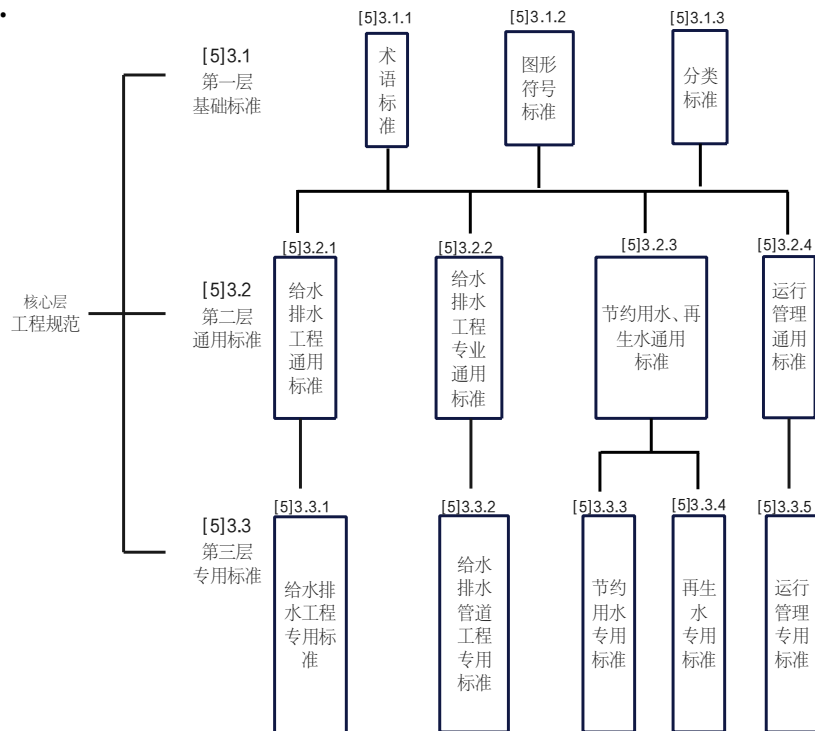 [5]3.1.1
[5]3.1.2
[5]3.1.3
[5]3.1
第一层
基础标准
术
语
标
准
图形
符号
标准
分类
标准
[5]3.2.1
[5]3.2.2
[5]3.2.3
[5]3.2.4
核心层
工程规范
[5]3.2
第二层
通用标准
给水
排水
工程
通用
标准
给水
排水
工程
专业
通用
标准
节约用水、再
生水通用
标准
运行
管理
通用
标准
[5]3.3.1
[5]3.3.2
[5]3.3.3
[5]3.3.4
[5]3.3.5
[5]3.3
第三层
专用标准
给水排
水工程
专用标
准
给水
排水
管道
工程
专用
标准
节约
用水
专用
标准
再生
水
专用
标准
运行
管理
专用
标准